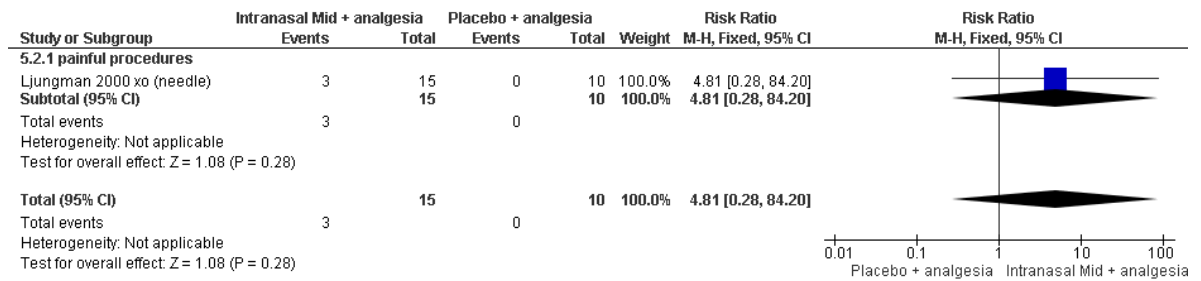 Intranasal Mid + analgesia Placebo + analgesia Risk Ratio Risk Ratio
Study or Subgroup Events Total Events Total Weight M-H, Fixed, 95% CI M-H, Fixed, 95% CI
5.2.1 painful procedures
Ljungman 2000 xo (needle) 3 15 0 10 100.0% 4.81 [0.28, 84.20]
Subtotal (95% CI) 15 10 100.0% 4.81 [0.28, 84.20]
Total events 3 0
Heterogeneity: Not applicable
Test for overall effect: Z = 1.08 (P = 0.28)
Total (95% CI) 15 10 100.0% 4.81 [0.28, 84.20]
Total events 3 0
Heterogeneity: Not applicable
Test for overall effect: Z = 1.08 (P = 0.28)
0.01 0.1 1 10 100
Placebo + analgesia Intranasal Mid + analgesia